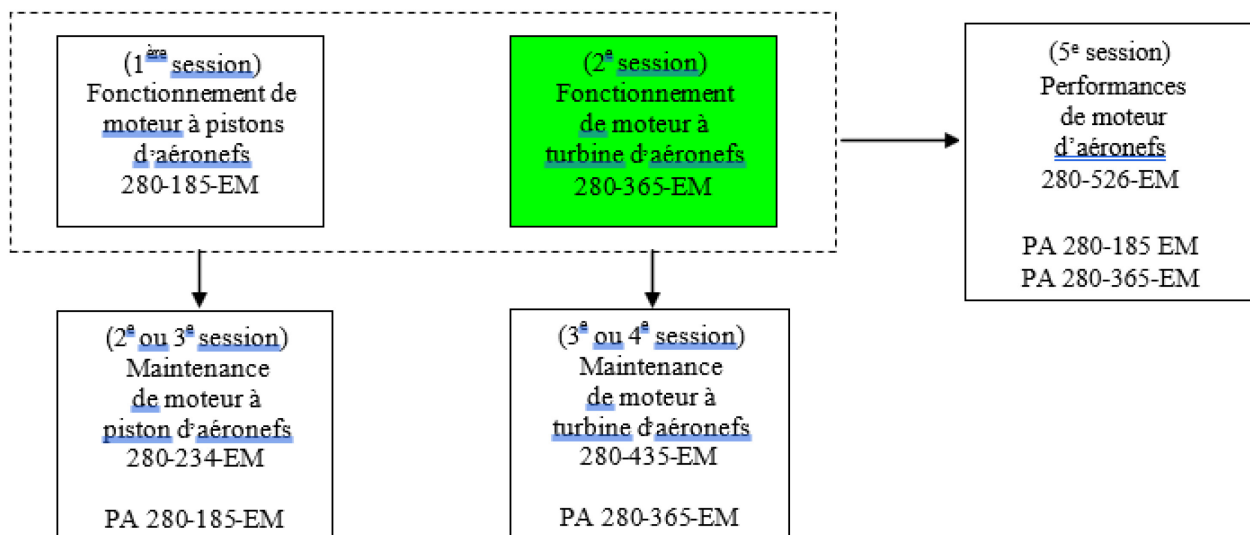 (1ère session)
Fonctionnement de
moteur à pistons
d'aéronefs
280-185-EM
(2e session)
Fonctionnement
de moteur à
turbine d'aéronefs
280-365-EM
(5e session)
Performances
de moteur
d'aéronefs
280-526-EM
PA 280-185 EM
PA 280-365-EM
(2e ou 3e session)
Maintenance
de moteur à
piston d'aéronefs
280-234-EM
PA 280-185-EM
(3e ou 4e session)
Maintenance
de moteur à
turbine d'aéronefs
280-435-EM
PA 280-365-EM